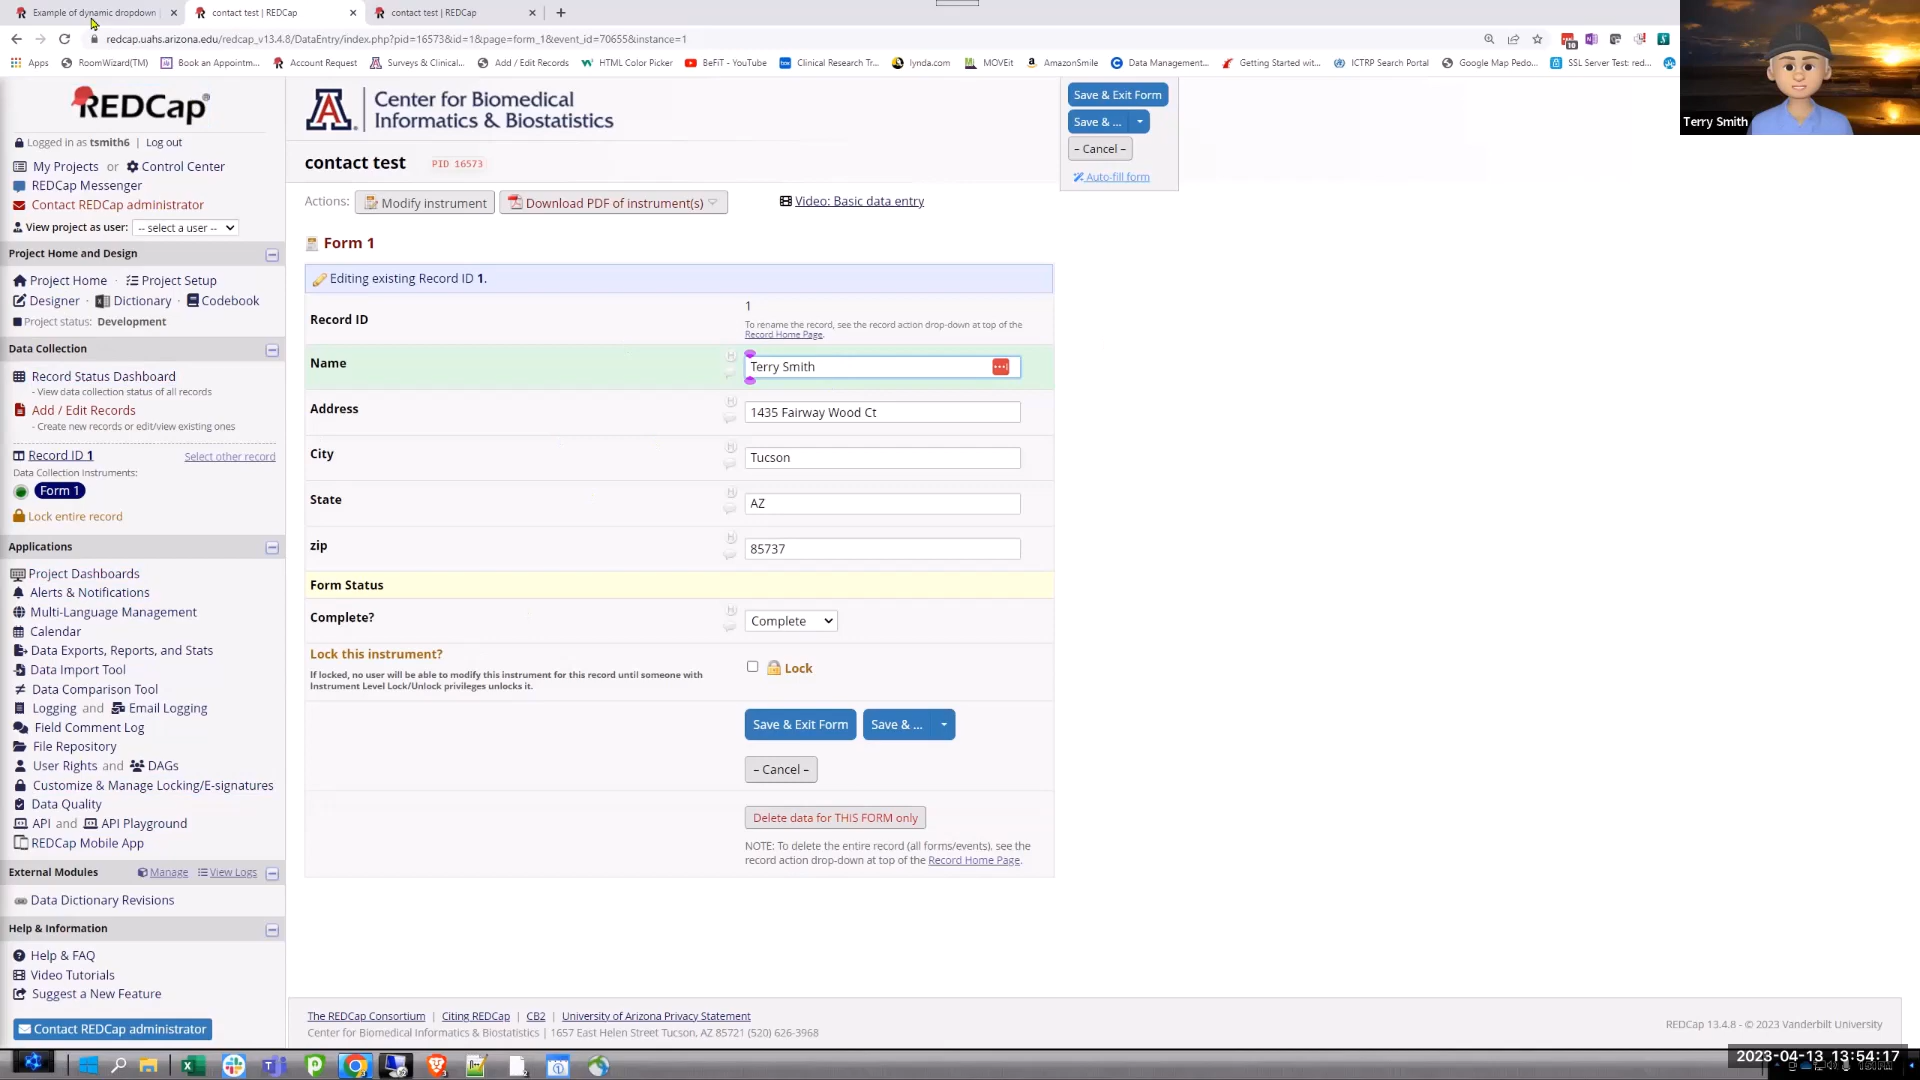 Example of dynamic dropdown
contact test | REDCap
contact test | REDCap
redcap.uahs.arizona.edu/redcap_v13.4.8/DataEntry/index.php?pid=16573&id=1&page=form_1&event_id=70655&instance=1
Apps RoomWizard(TM) Book an Appointm... Account Request Surveys & Clinical... Add / Edit Records HTML Color Picker BeFiT - YouTube Clinical Research Tr... lynda.com MOVEit AmazonSmile Data Management... Getting Started wit... ICTRP Search Portal Google Map Pedo... SSL Server Test: red...
Terry Smith
REDCap
Logged in as tsmith6 | Log out
My Projects or Control Center
REDCap Messenger
Contact REDCap administrator
View project as user: -- select a user --
Project Home and Design
Project Home · Project Setup
Designer · Dictionary · Codebook
Project status: Development
Data Collection
Record Status Dashboard
- View data collection status of all records
Add / Edit Records
- Create new records or edit/view existing ones
Record ID 1 Select other record
Data Collection Instruments:
Form 1
Lock entire record
Applications
Project Dashboards
Alerts & Notifications
Multi-Language Management
Calendar
Data Exports, Reports, and Stats
Data Import Tool
Data Comparison Tool
Logging and Email Logging
Field Comment Log
File Repository
User Rights and DAGs
Customize & Manage Locking/E-signatures
Data Quality
API and API Playground
REDCap Mobile App
External Modules Manage View Logs
Data Dictionary Revisions
Help & Information
Help & FAQ
Video Tutorials
Suggest a New Feature
Contact REDCap administrator
A
Center for Biomedical
Informatics & Biostatistics
contact test PID 16573
Save & Exit Form
Save & ...
– Cancel –
Auto-fill form
Actions: Modify instrument Download PDF of instrument(s) Video: Basic data entry
Form 1
Editing existing Record ID 1.
Record ID
1
To rename the record, see the record action drop-down at top of the
Record Home Page.
Name Terry Smith
Address 1435 Fairway Wood Ct
City Tucson
State AZ
zip 85737
Form Status
Complete? Complete
Lock this instrument?
If locked, no user will be able to modify this instrument for this record until someone with
Instrument Level Lock/Unlock privileges unlocks it.
Lock
Save & Exit Form Save & ...
– Cancel –
Delete data for THIS FORM only
NOTE: To delete the entire record (all forms/events), see the
record action drop-down at top of the Record Home Page.
The REDCap Consortium | Citing REDCap | CB2 | University of Arizona Privacy Statement
Center for Biomedical Informatics & Biostatistics | 1657 East Helen Street Tucson, AZ 85721 (520) 626-3968
REDCap 13.4.8 - © 2023 Vanderbilt University
2023-04-13 13:54:17